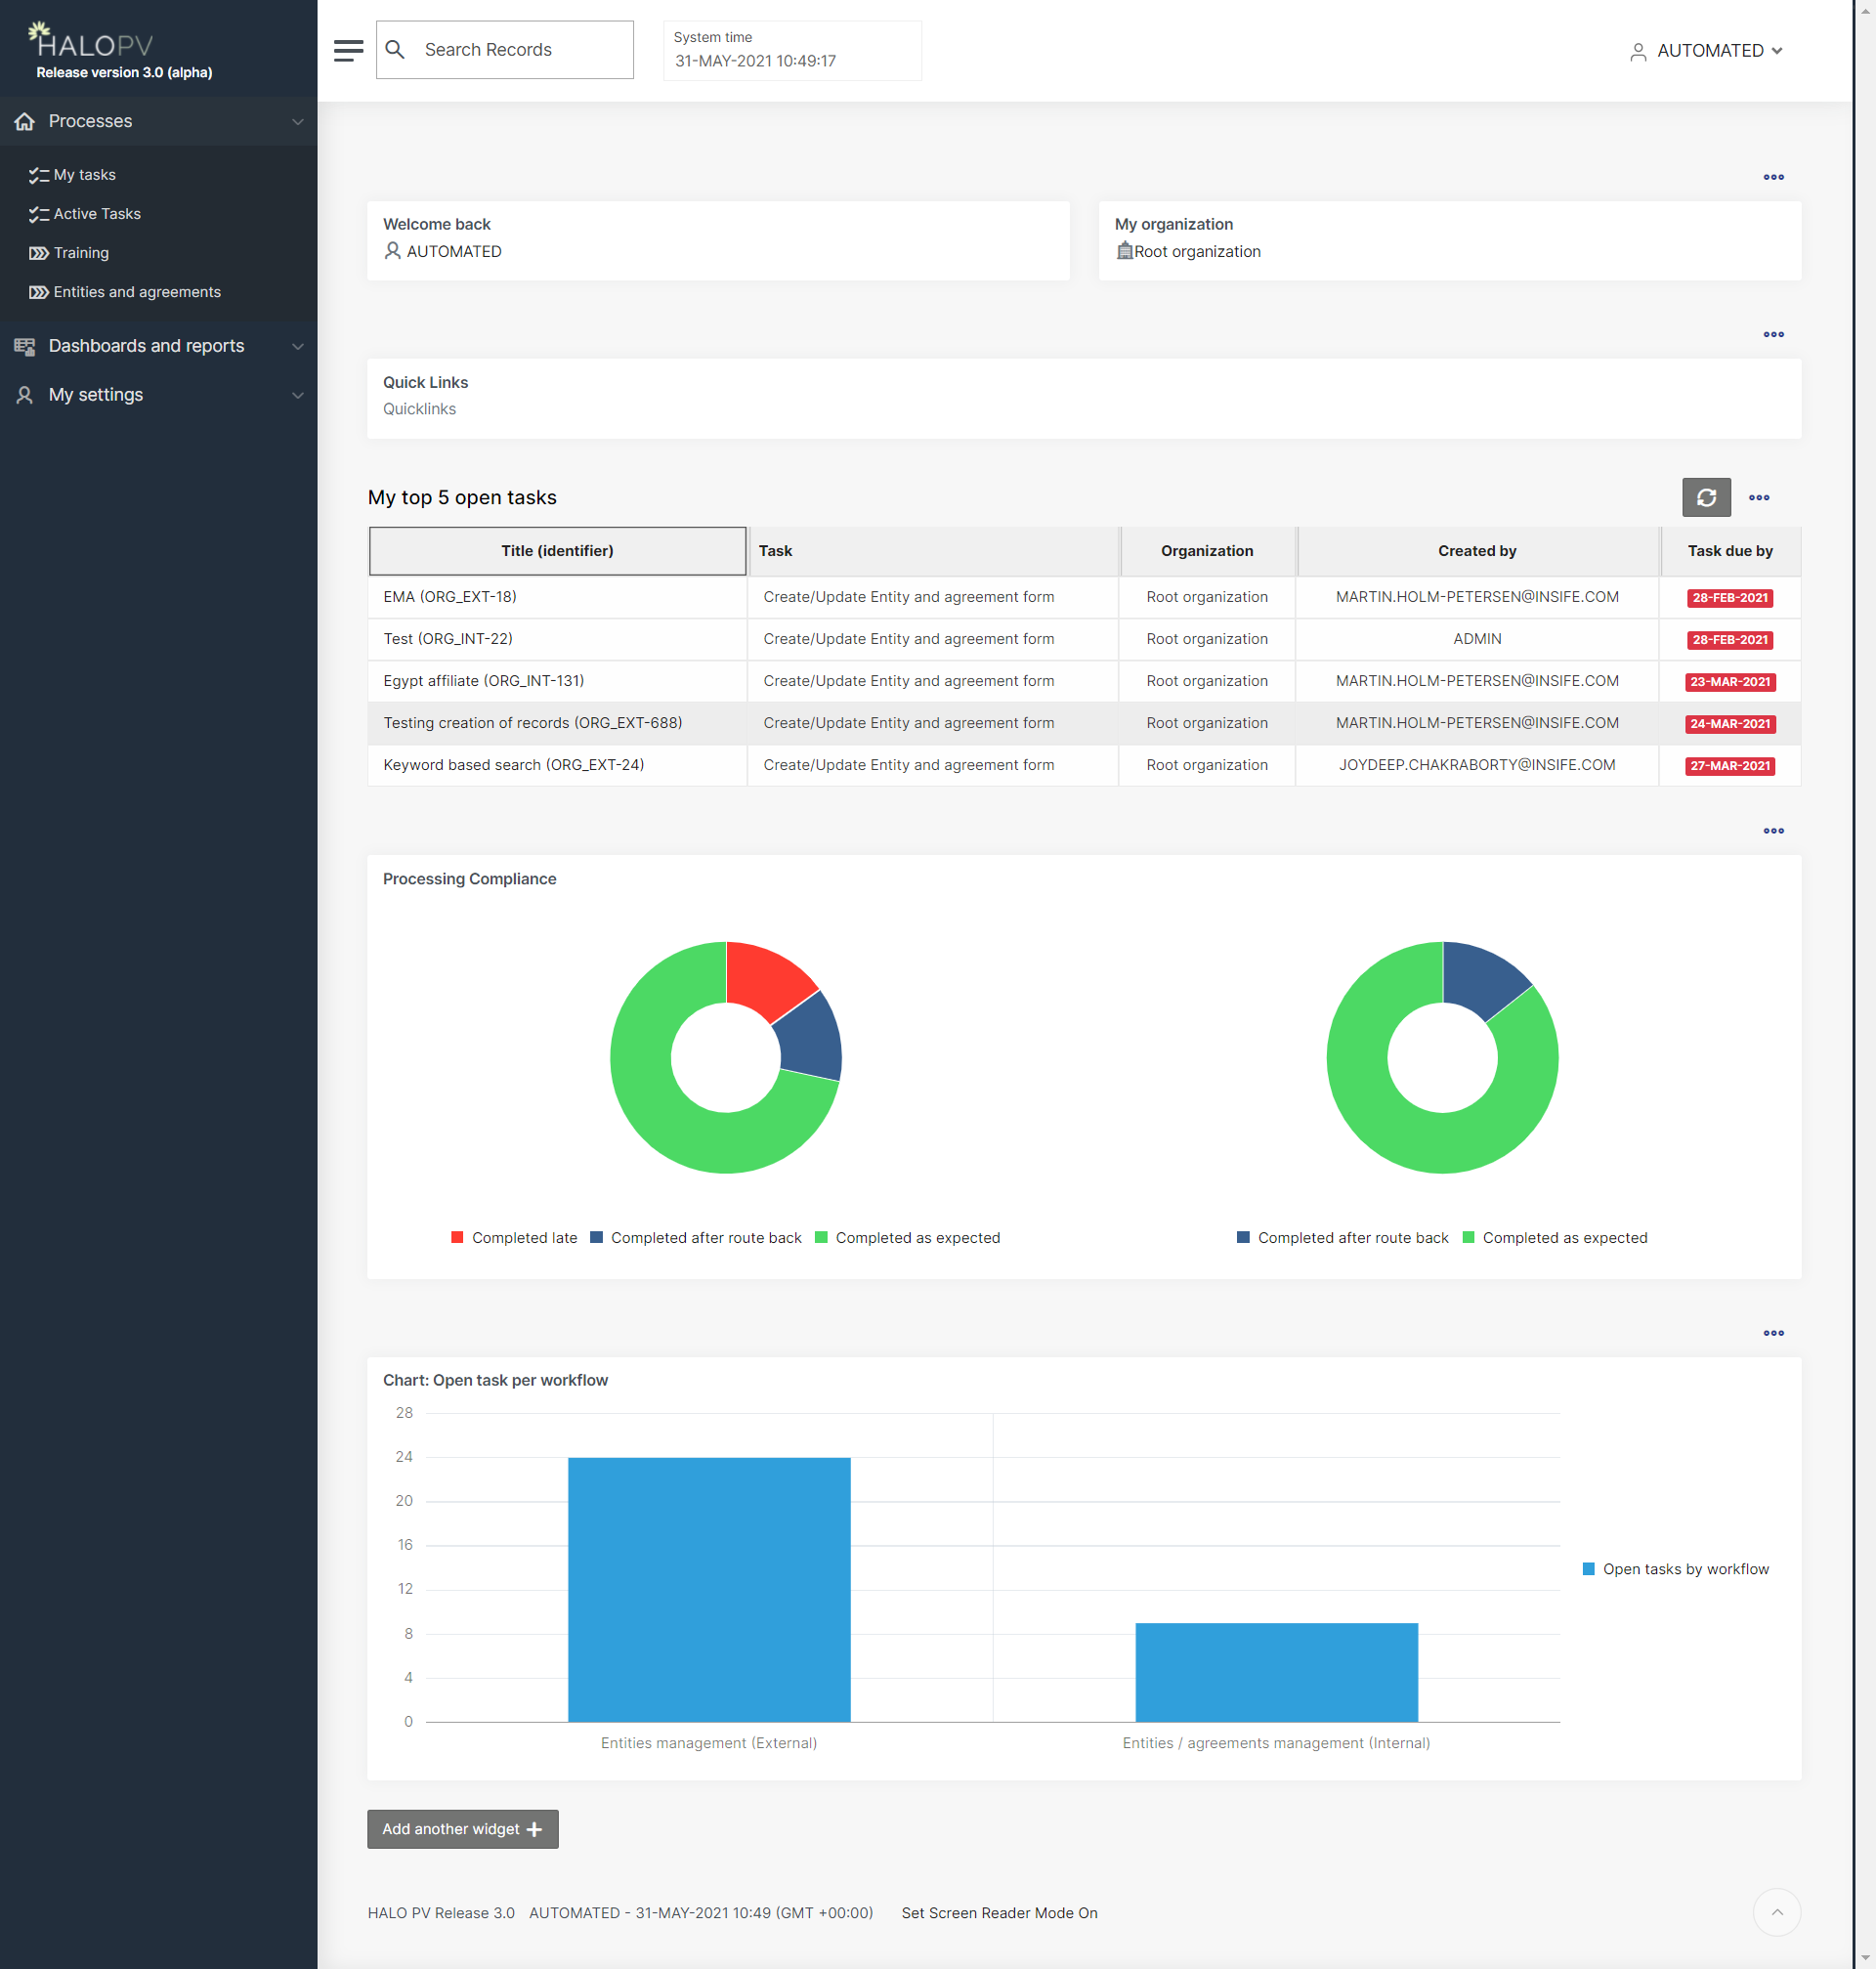 HALOPV
Release version 3.0 (alpha)
Processes
My tasks
Active Tasks
Training
Entities and agreements
Dashboards and reports
My settings
Search Records
System time
31-MAY-2021 10:49:17
AUTOMATED
Welcome back
AUTOMATED
My organization
Root organization
Quick Links
Quicklinks
My top 5 open tasks
Title (identifier) Task Organization Created by Task due by
EMA (ORG_EXT-18) Create/Update Entity and agreement form Root organization MARTIN.HOLM-PETERSEN@INSIFE.COM 28-FEB-2021
Test (ORG_INT-22) Create/Update Entity and agreement form Root organization ADMIN 28-FEB-2021
Egypt affiliate (ORG_INT-131) Create/Update Entity and agreement form Root organization MARTIN.HOLM-PETERSEN@INSIFE.COM 23-MAR-2021
Testing creation of records (ORG_EXT-688) Create/Update Entity and agreement form Root organization MARTIN.HOLM-PETERSEN@INSIFE.COM 24-MAR-2021
Keyword based search (ORG_EXT-24) Create/Update Entity and agreement form Root organization JOYDEEP.CHAKRABORTY@INSIFE.COM 27-MAR-2021
Processing Compliance
Completed late Completed after route back Completed as expected
Completed after route back Completed as expected
Chart: Open task per workflow
28
24
20
16
12
8
4
0
Entities management (External) Entities / agreements management (Internal)
Open tasks by workflow
Add another widget
HALO PV Release 3.0 AUTOMATED - 31-MAY-2021 10:49 (GMT +00:00) Set Screen Reader Mode On